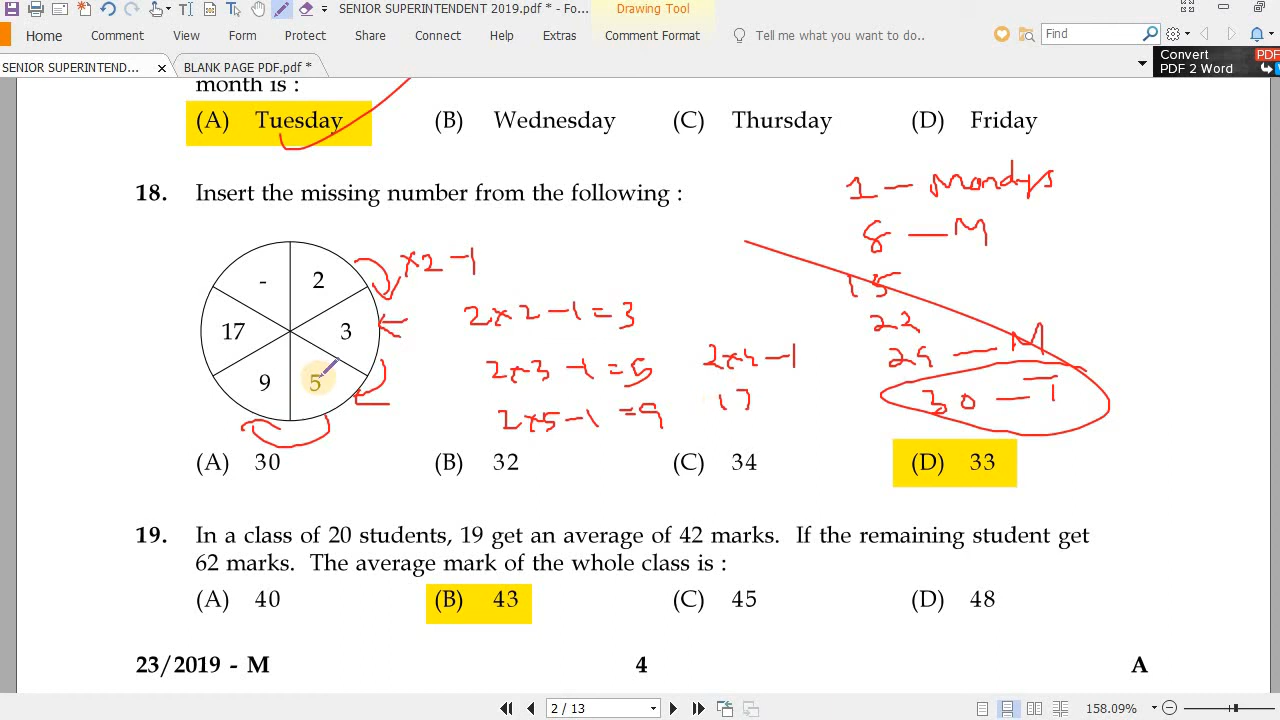 SENIOR SUPERINTENDENT 2019.pdf * - Fo...
Drawing Tool
Home Comment View Form Protect Share Connect Help Extras Comment Format Tell me what you want to do.. Find
SENIOR SUPERINTEND... × BLANK PAGE PDF.pdf *
Convert PDF
PDF 2 Word
month is :
(A) Tuesday (B) Wednesday (C) Thursday (D) Friday
18. Insert the missing number from the following :
1 – Mondys
8 — M
15
22
29 — M
30 — T
- 2
17 3
9 5
×2 -1
2×2 -1 = 3
2×3 -1 = 5
2×5 -1 = 9
17
(A) 30 (B) 32 (C) 34 (D) 33
19. In a class of 20 students, 19 get an average of 42 marks. If the remaining student get
62 marks. The average mark of the whole class is :
(A) 40 (B) 43 (C) 45 (D) 48
23/2019 - M 4 A
2 / 13 158.09%